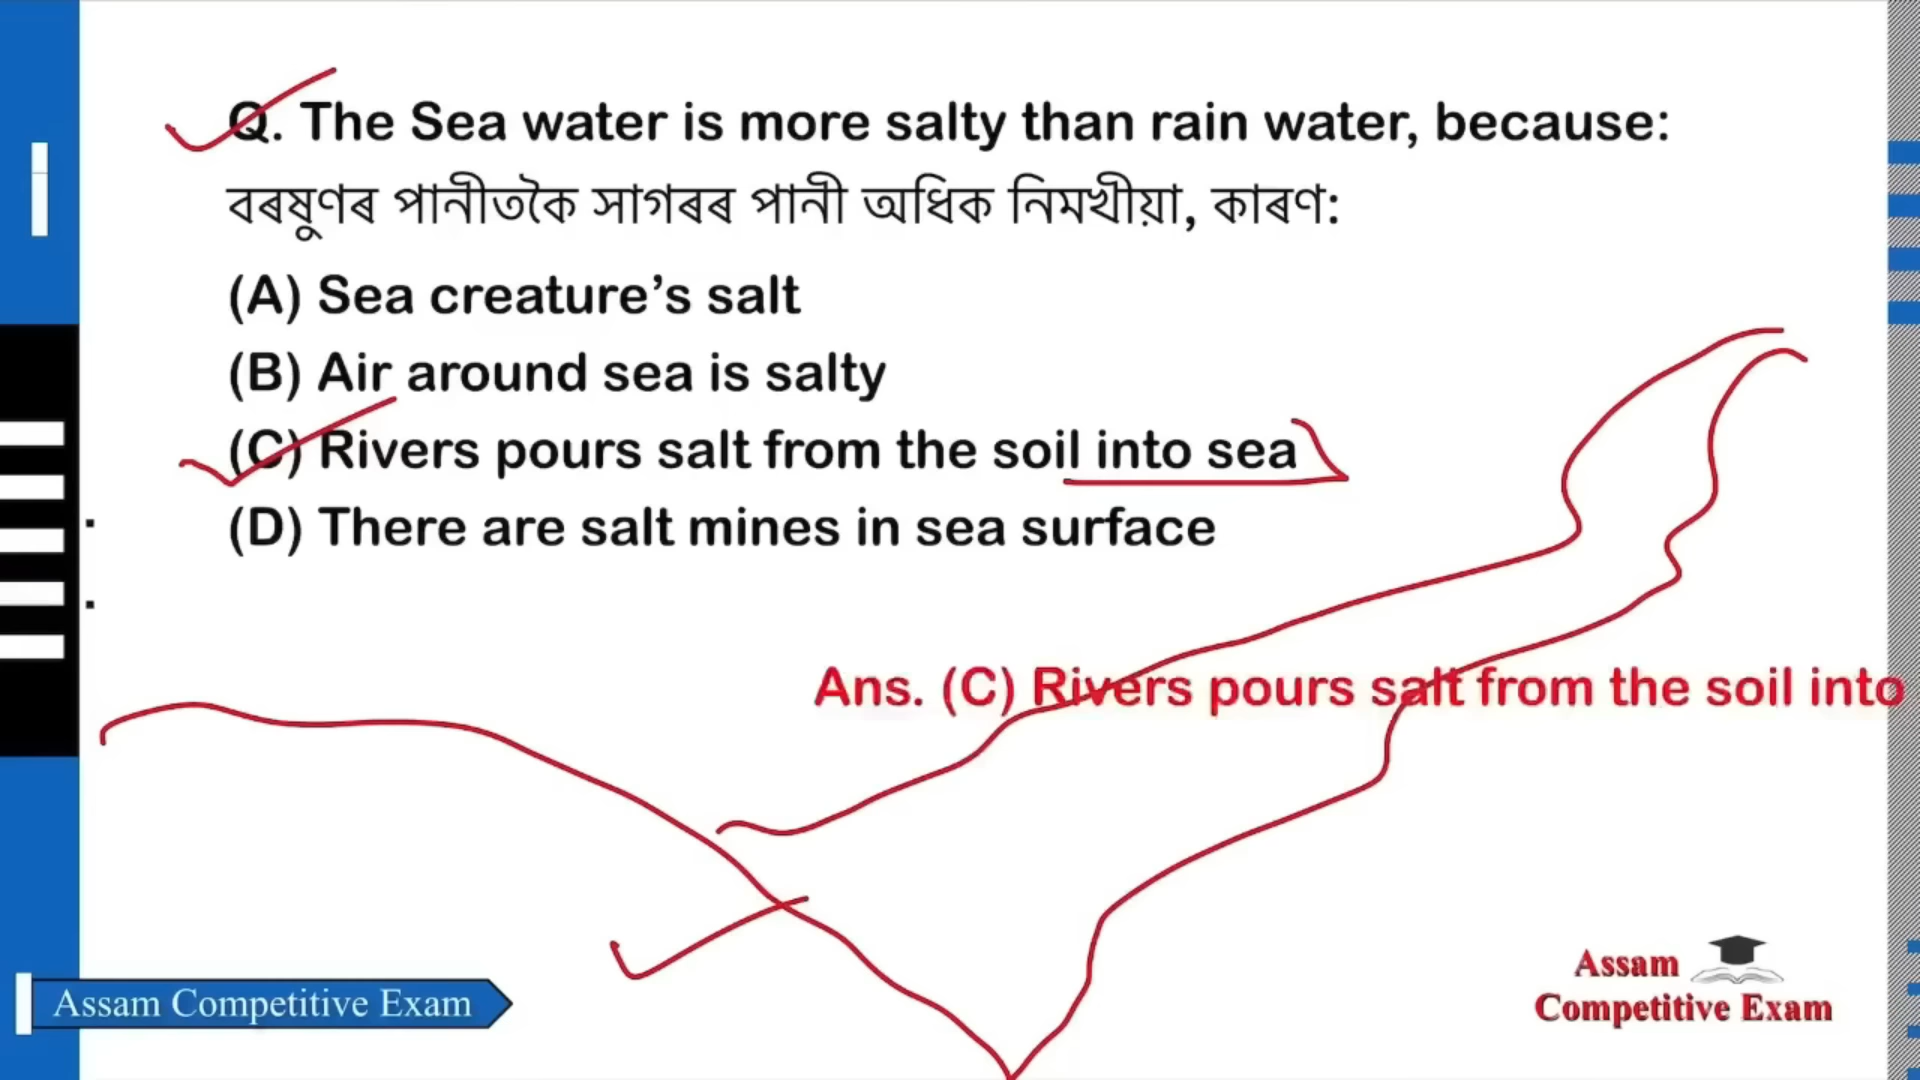 Q. The Sea water is more salty than rain water, because:
বৰষুণৰ পানীতকৈ সাগৰৰ পানী অধিক নিমখীয়া, কাৰণ:
(A) Sea creature’s salt
(B) Air around sea is salty
(C) Rivers pours salt from the soil into sea
(D) There are salt mines in sea surface
Ans. (C) Rivers pours salt from the soil into
Assam Competitive Exam
Assam
Competitive Exam